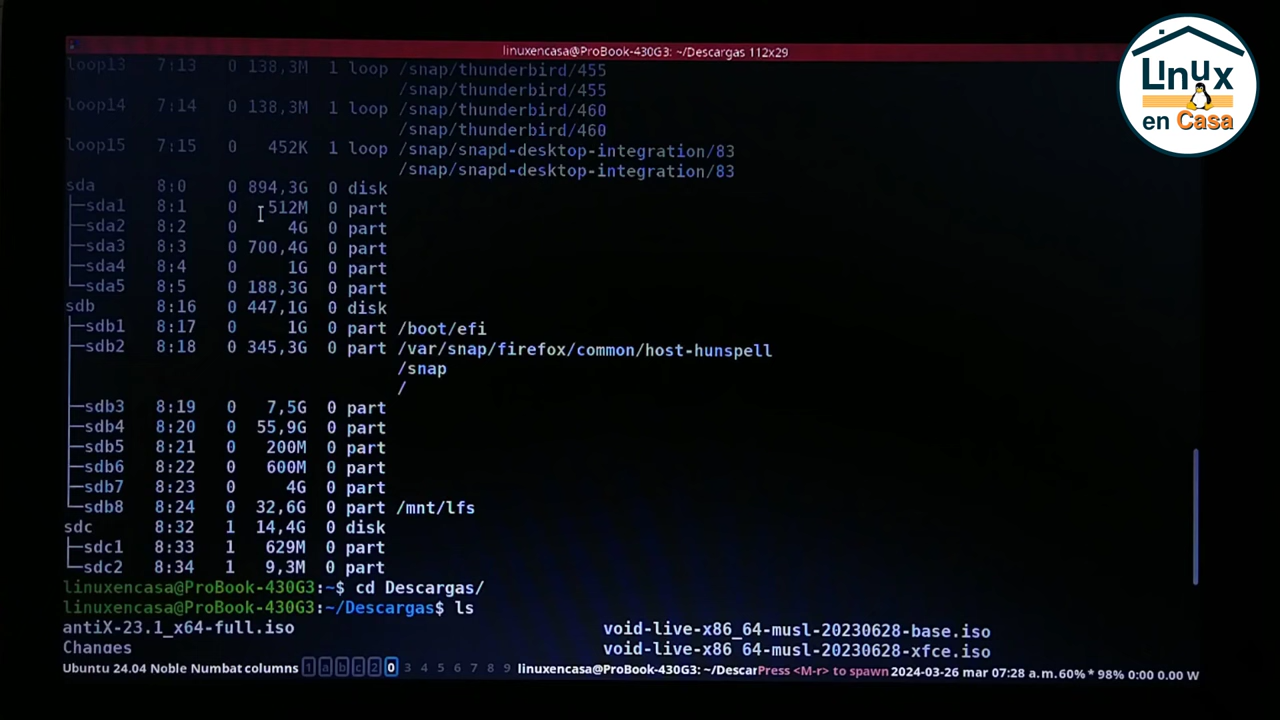 linuxencasa@ProBook-430G3: ~/Descargas 112x29
Linux
en Casa
loop13 7:13 0 138,3M 1 loop /snap/thunderbird/455
/snap/thunderbird/455
loop14 7:14 0 138,3M 1 loop /snap/thunderbird/460
/snap/thunderbird/460
loop15 7:15 0 452K 1 loop /snap/snapd-desktop-integration/83
/snap/snapd-desktop-integration/83
sda 8:0 0 894,3G 0 disk
├─sda1 8:1 0 512M 0 part
├─sda2 8:2 0 4G 0 part
├─sda3 8:3 0 700,4G 0 part
├─sda4 8:4 0 1G 0 part
└─sda5 8:5 0 188,3G 0 part
sdb 8:16 0 447,1G 0 disk
├─sdb1 8:17 0 1G 0 part /boot/efi
├─sdb2 8:18 0 345,3G 0 part /var/snap/firefox/common/host-hunspell
/snap
/
├─sdb3 8:19 0 7,5G 0 part
├─sdb4 8:20 0 55,9G 0 part
├─sdb5 8:21 0 200M 0 part
├─sdb6 8:22 0 600M 0 part
├─sdb7 8:23 0 4G 0 part
└─sdb8 8:24 0 32,6G 0 part /mnt/lfs
sdc 8:32 1 14,4G 0 disk
├─sdc1 8:33 1 629M 0 part
└─sdc2 8:34 1 9,3M 0 part
linuxencasa@ProBook-430G3:~$ cd Descargas/
linuxencasa@ProBook-430G3:~/Descargas$ ls
antiX-23.1_x64-full.iso void-live-x86_64-musl-20230628-base.iso
Changes void-live-x86_64-musl-20230628-xfce.iso
Ubuntu 24.04 Noble Numbat columns 1 a b c 2 0 3 4 5 6 7 8 9 linuxencasa@ProBook-430G3: ~/Descar Press <M-r> to spawn 2024-03-26 mar 07:28 a.m. 60% * 98% 0:00 0.00 W